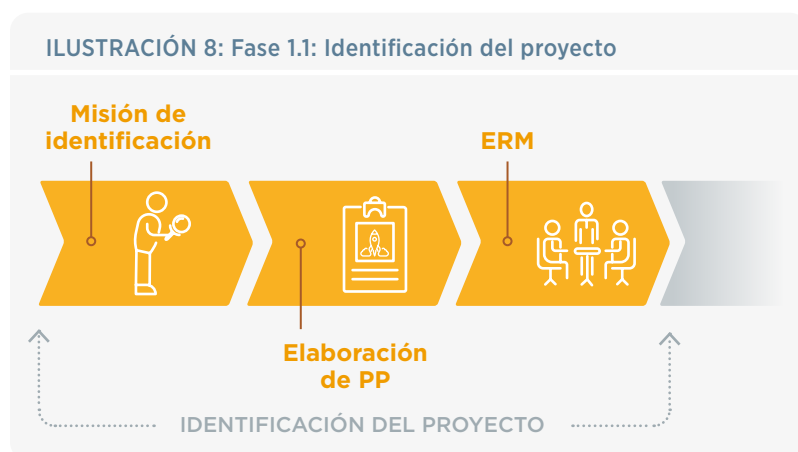 ILUSTRACIÓN 8: Fase 1.1: Identificación del proyecto
Misión de
identificación
ERM
Elaboración
de PP
IDENTIFICACIÓN DEL PROYECTO